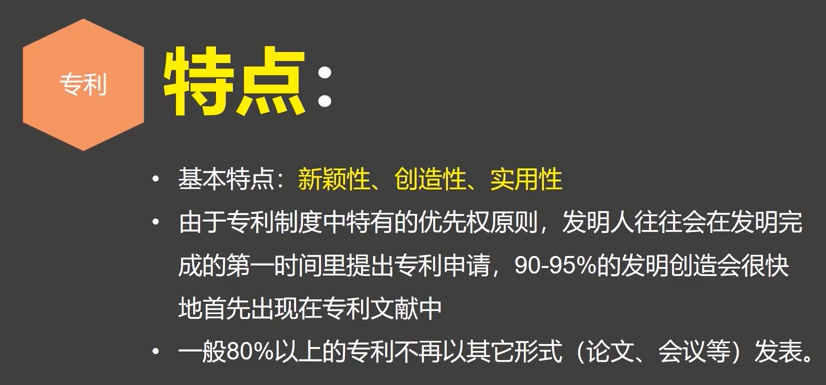 专利
特点：
• 基本特点：新颖性、创造性、实用性
• 由于专利制度中特有的优先权原则，发明人往往会在发明完
成的第一时间里提出专利申请，90-95%的发明创造会很快
地首先出现在专利文献中
• 一般80%以上的专利不再以其它形式（论文、会议等）发表。